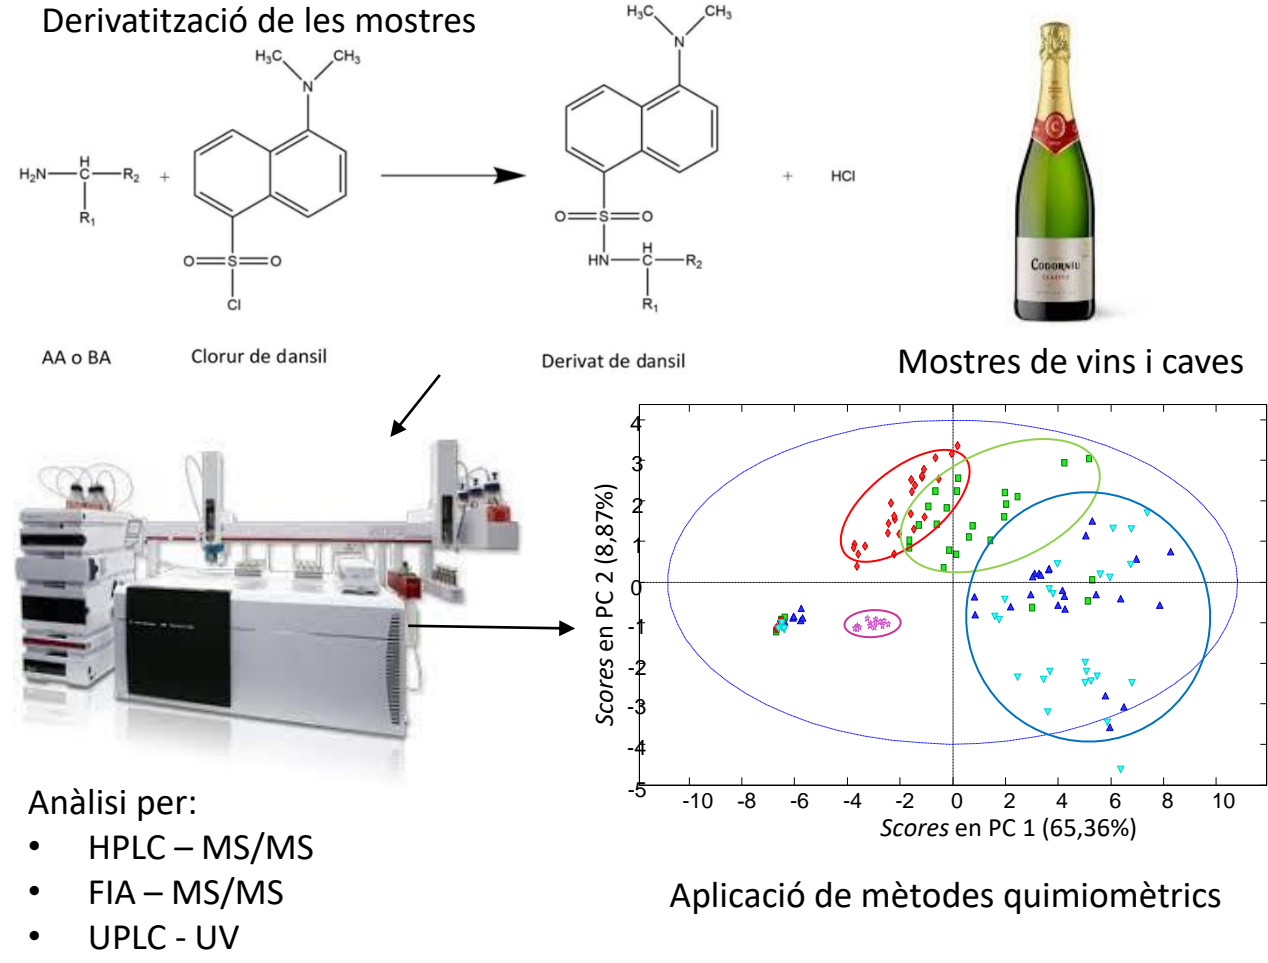 Derivatització de les mostres
H₃C CH₃
N
H₂N C H R₂ R₁
+
O S O
Cl
H₃C CH₃
N
O S O
HN C H R₂
R₁
+ HCl
C
CODORNÍU
CLASICO
AA o BA
Clorur de dansil
Derivat de dansil
Mostres de vins i caves
4
3
2
1
0
-1
-2
-3
-4
-5
Scores en PC 2 (8,87%)
-10 -8 -6 -4 -2 0 2 4 6 8 10
Scores en PC 1 (65,36%)
Anàlisi per:
• HPLC – MS/MS
• FIA – MS/MS
• UPLC - UV
Aplicació de mètodes quimiomètrics